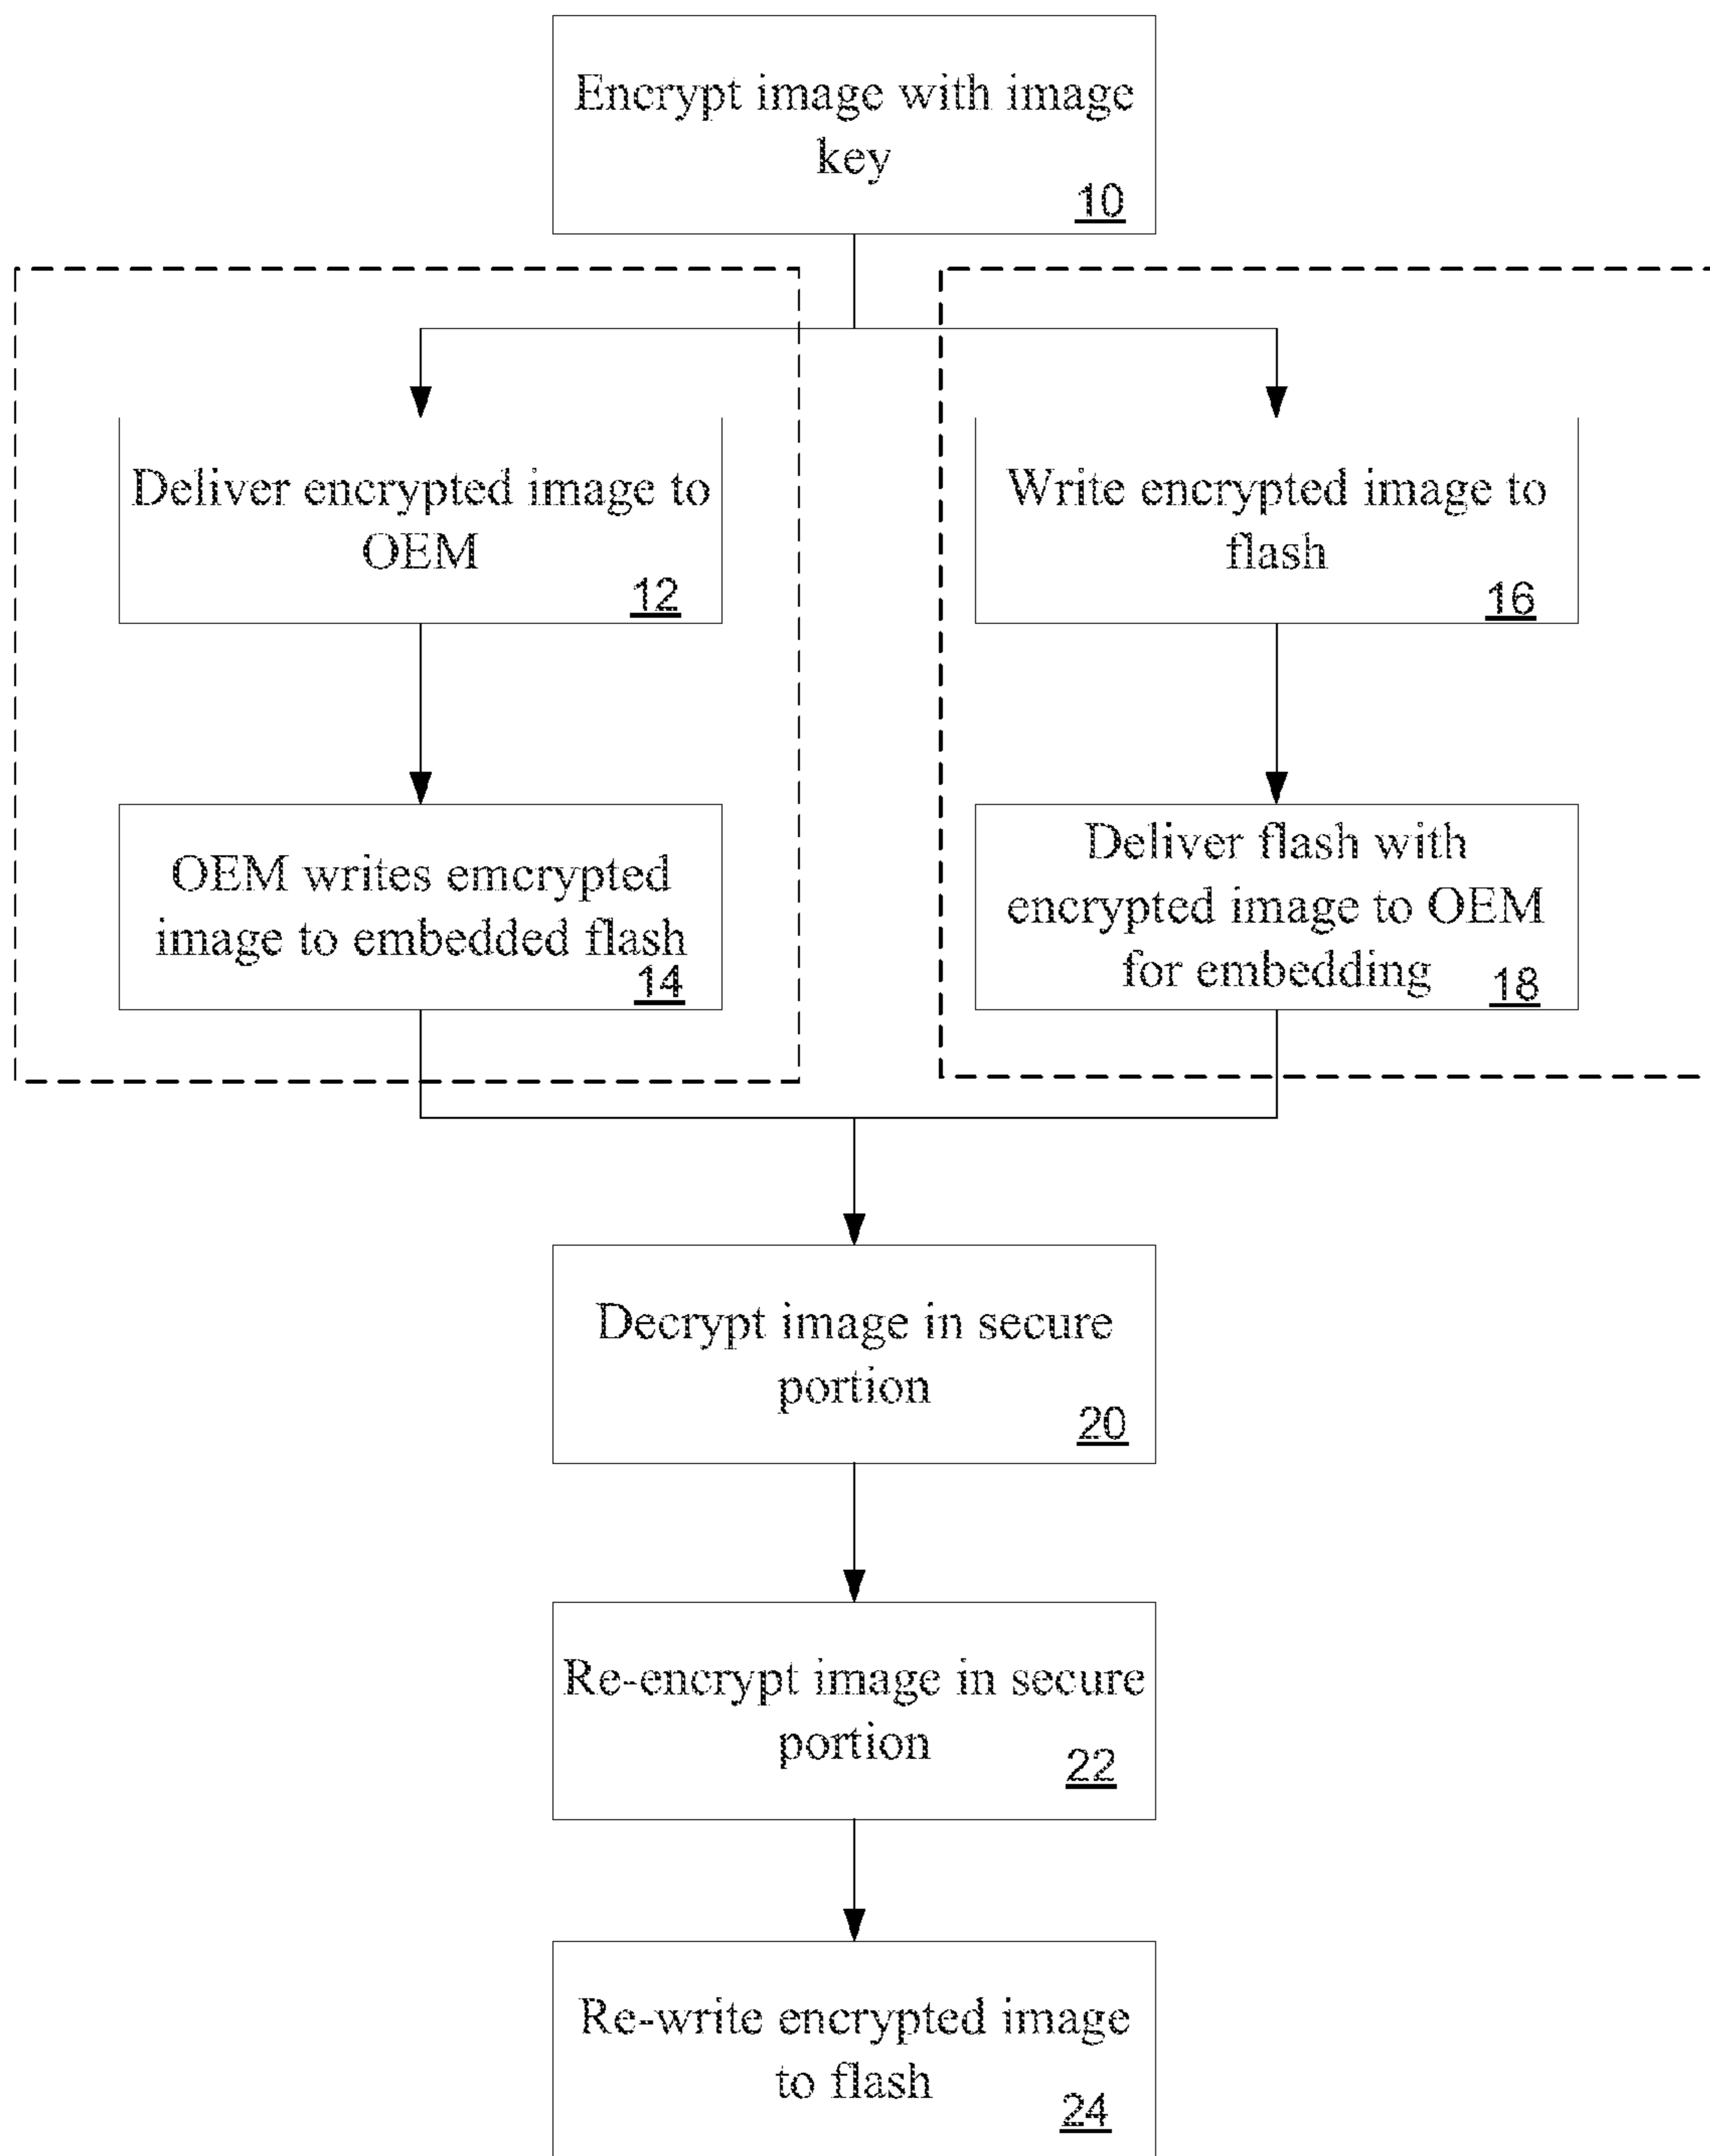 Encrypt image with image
key
10
Deliver encrypted image to
OEM
12
Write encrypted image to
flash
16
OEM writes emcrypted
image to embedded flash
14
Deliver flash with
encrypted image to OEM
for embedding
18
Decrypt image in secure
portion
20
Re-encrypt image in secure
portion
22
Re-write encrypted image
to flash
24